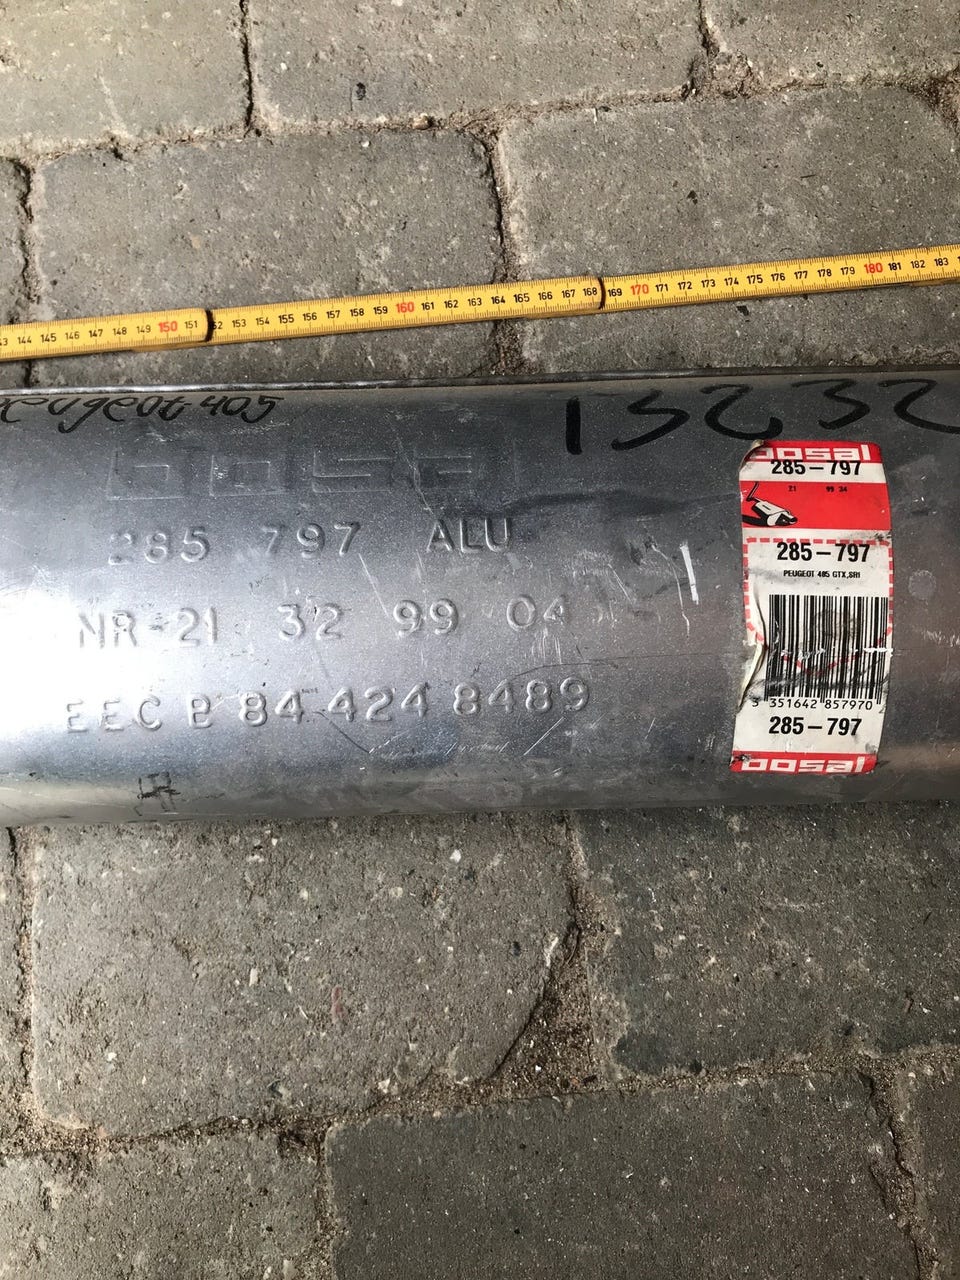 143 144 145 146 147 148 149 150 151 152 153 154 155 156 157 158 159 160 161 162 163 164 165 166 167 168 169 170 171 172 173 174 175 176 177 178 179 180 181 182 183
Peugeot 405
13232
bosal
285 797 ALU
NR 21 32 99 04
EEC B 84 424 8489
bosal
285-797
21 99 34
285-797
PEUGEOT 405 GTX,SRI
3 351642 857970
285-797
bosal